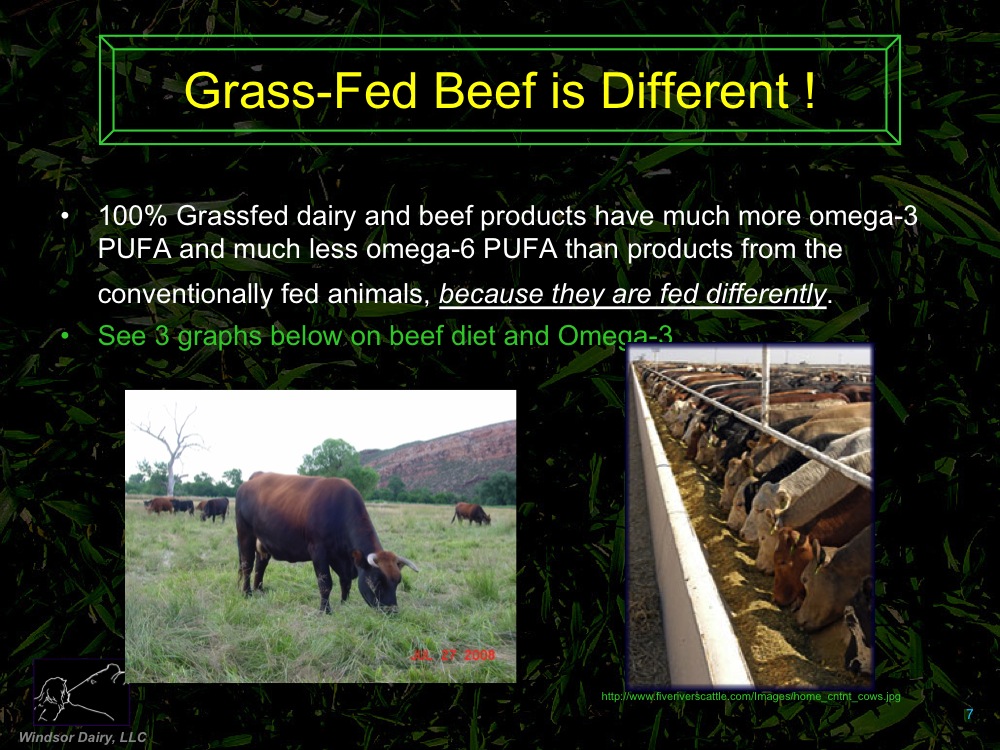 Grass-Fed Beef is Different !
• 100% Grassfed dairy and beef products have much more omega-3
PUFA and much less omega-6 PUFA than products from the
conventionally fed animals, because they are fed differently.
• See 3 graphs below on beef diet and Omega-3
JUL 27 2008
http://www.fiveriverscattle.com/Images/home_cntnt_cows.jpg
7
Windsor Dairy, LLC